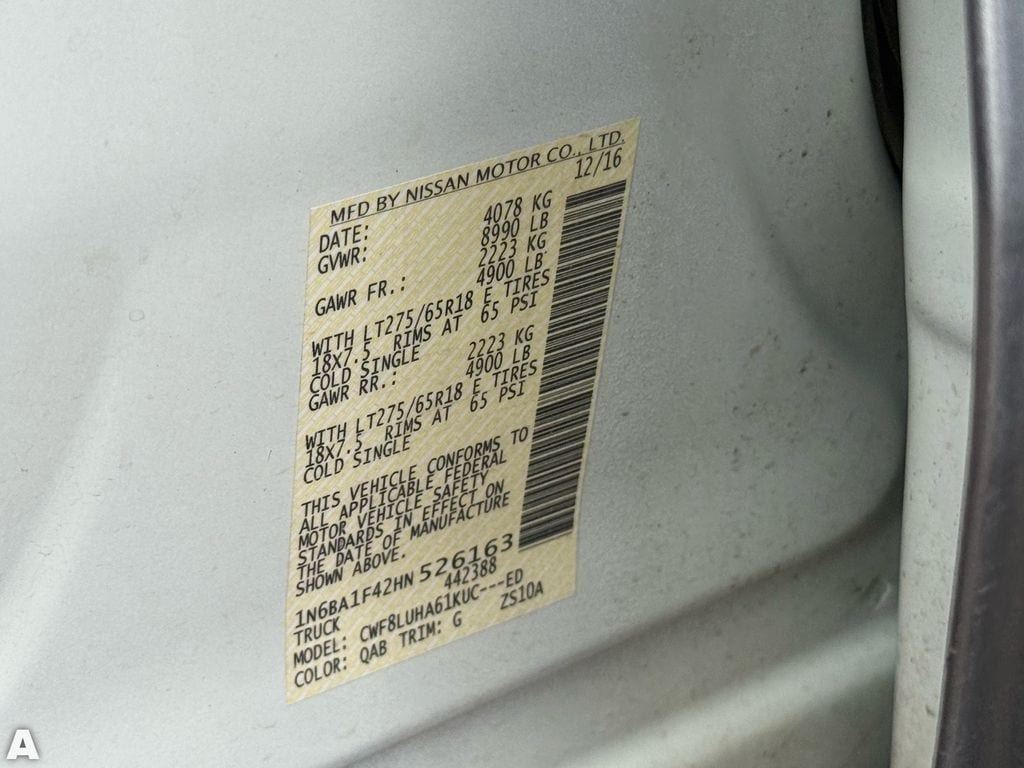 MFD BY NISSAN MOTOR CO., LTD.
DATE: 12/16
GVWR: 4078 KG
8990 LB
GAWR FR.: 2223 KG
4900 LB
WITH LT275/65R18 E TIRES
18X7.5 RIMS AT 65 PSI
COLD SINGLE
GAWR RR.: 2223 KG
4900 LB
WITH LT275/65R18 E TIRES
18X7.5 RIMS AT 65 PSI
COLD SINGLE
THIS VEHICLE CONFORMS TO
ALL APPLICABLE FEDERAL
MOTOR VEHICLE SAFETY
STANDARDS IN EFFECT ON
THE DATE OF MANUFACTURE
SHOWN ABOVE.
1N6BA1F42HN 526163
TRUCK 442388
MODEL: CWF8LUHA61KUC---ED
COLOR: QAB TRIM: G ZS10A
A